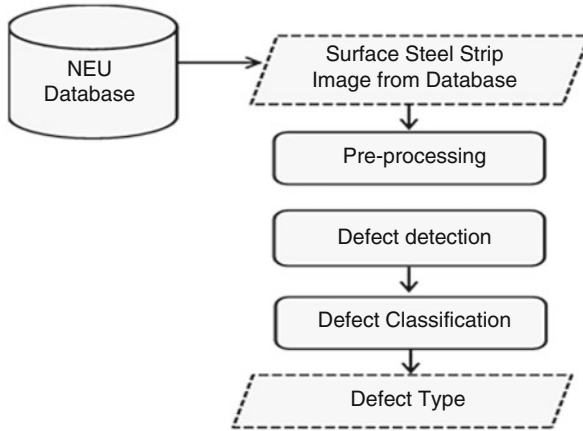 NEU
Database
Surface Steel Strip
Image from Database
Pre-processing
Defect detection
Defect Classification
Defect Type